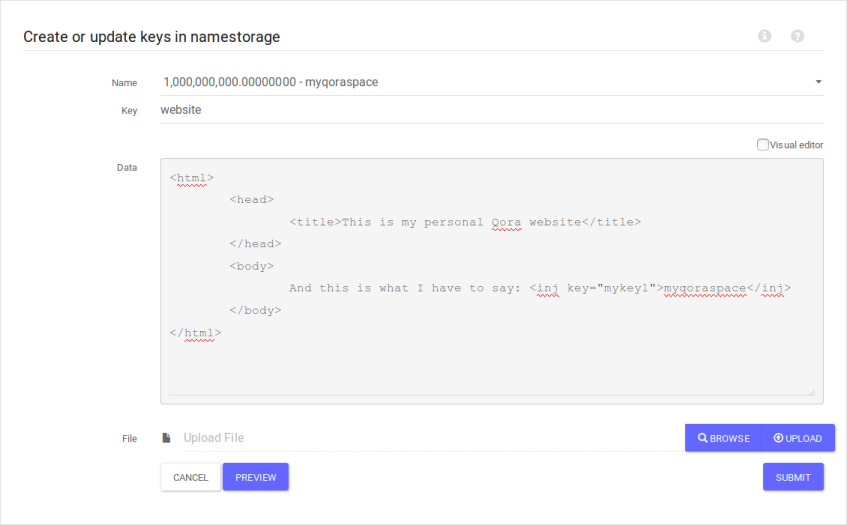 Create or update keys in namestorage
Name 1,000,000,000.00000000 - myqoraspace
Key website
Visual editor
Data
<html>
<head>
<title>This is my personal Qora website</title>
</head>
<body>
And this is what I have to say: <inj key="mykey1">myqoraspace</inj>
</body>
</html>
File Upload File BROWSE UPLOAD
CANCEL PREVIEW SUBMIT